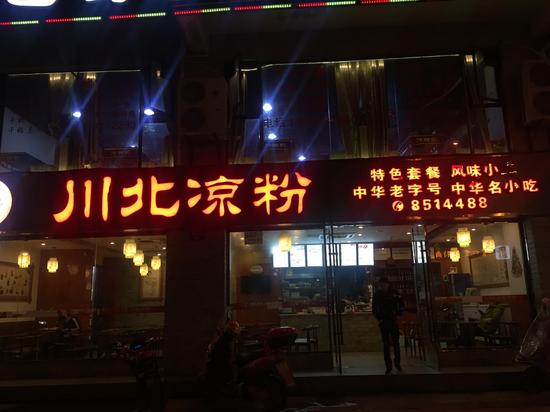 川北凉粉
特色套餐 风味小
中华老字号 中华名小吃
8514488